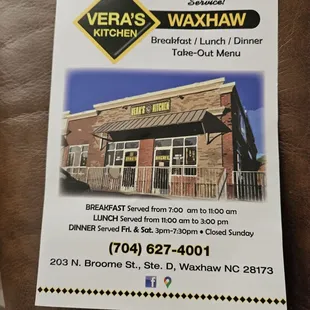 Service!
VERA'S
KITCHEN
WAXHAW
Breakfast / Lunch / Dinner
Take-Out Menu
VERA'S KITCHEN
BREAKFAST Served from 7:00 am to 11:00 am
LUNCH Served from 11:00 am to 3:00 pm
DINNER Served Fri. & Sat. 3pm-7:30pm • Closed Sunday
(704) 627-4001
203 N. Broome St., Ste. D, Waxhaw NC 28173